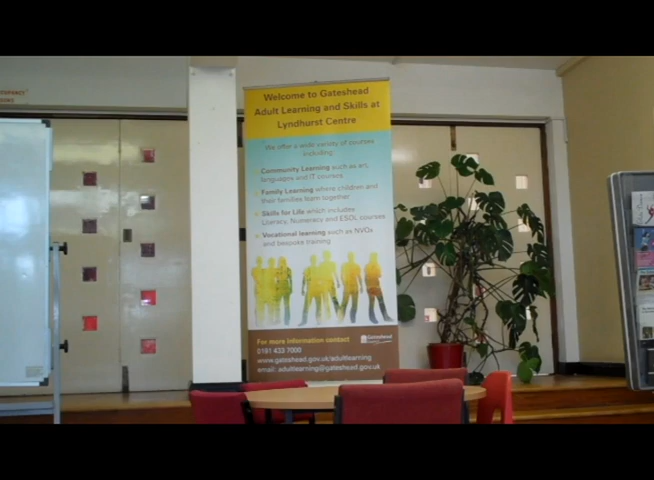 Welcome to Gateshead
Adult Learning and Skills at
Lyndhurst Centre
We offer a wide variety of courses
including:
Community Learning such as art,
languages and IT courses
Family Learning where children and
their families learn together
Skills for Life which includes
Literacy, Numeracy and ESOL courses
Vocational learning such as NVQs
and bespoke training
For more information contact
0191 433 7000
www.gateshead.gov.uk/adultlearning
email: adultlearning@gateshead.gov.uk
Gateshead